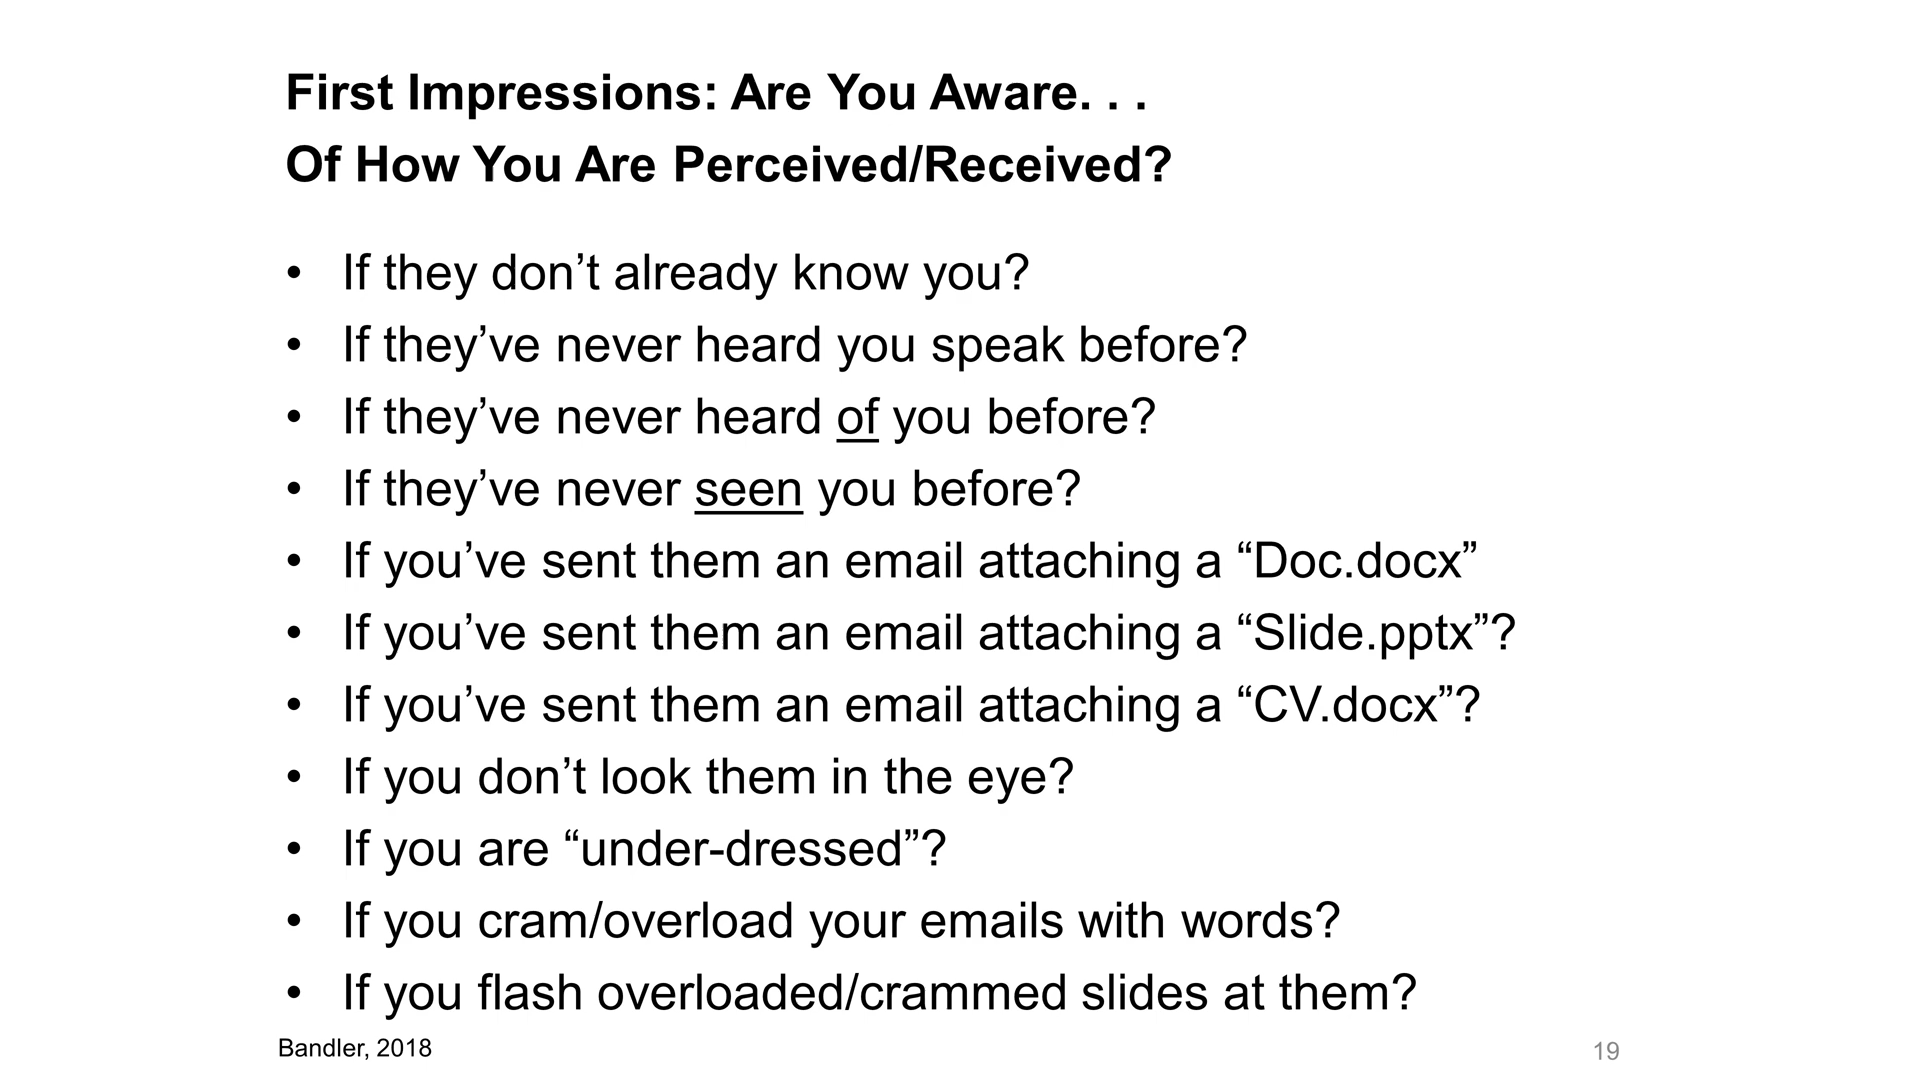 First Impressions: Are You Aware. . .
Of How You Are Perceived/Received?
• If they don’t already know you?
• If they’ve never heard you speak before?
• If they’ve never heard of you before?
• If they’ve never seen you before?
• If you’ve sent them an email attaching a “Doc.docx”
• If you’ve sent them an email attaching a “Slide.pptx”?
• If you’ve sent them an email attaching a “CV.docx”?
• If you don’t look them in the eye?
• If you are “under-dressed”?
• If you cram/overload your emails with words?
• If you flash overloaded/crammed slides at them?
Bandler, 2018
19